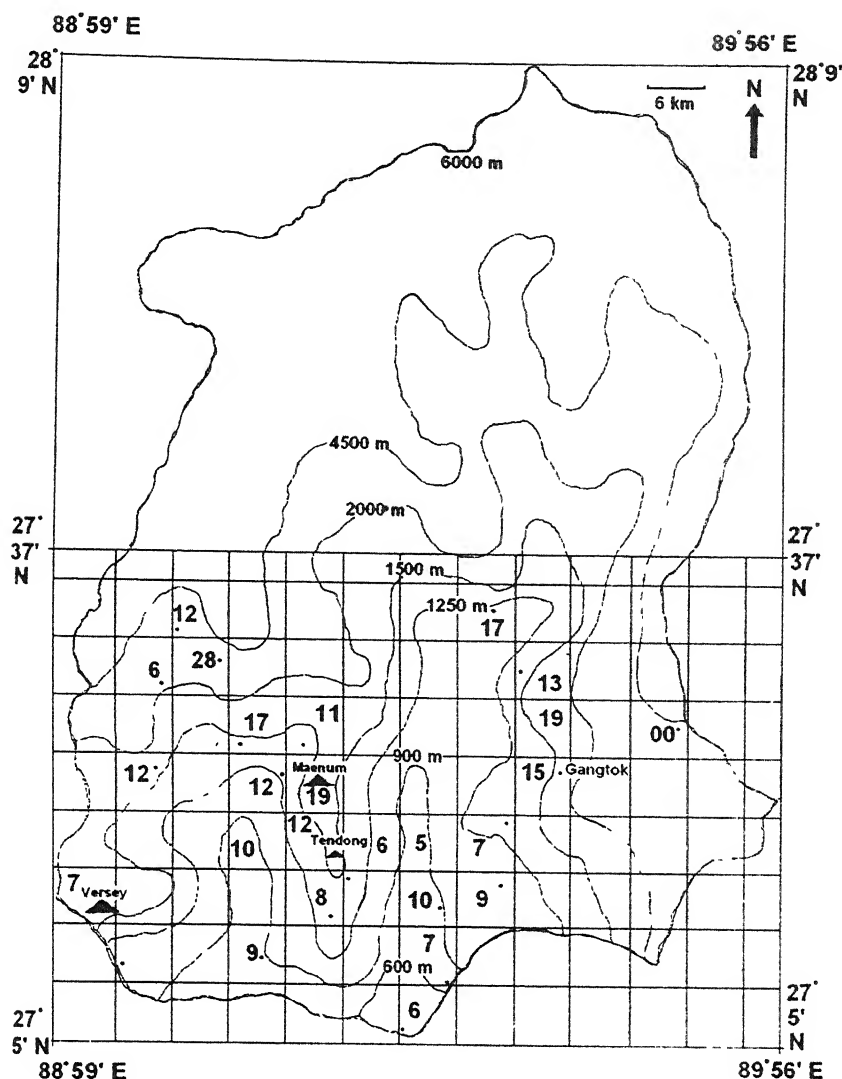 88°59' E
89°56' E
28°
9' N
28°9'
N
N
6 km
6000 m
4500 m
2000 m
27°
37'
N
27°
37'
N
1500 m
1250 m
12
17
28
6
13
11
17
19
00
900 m
12
Maenum
15
Gangtok
12
19
12
Tendong
10
6
5
7
7
Versey
8
10
9
7
9
600 m
6
27°
5' N
27°
5'
N
88°59' E
89°56' E